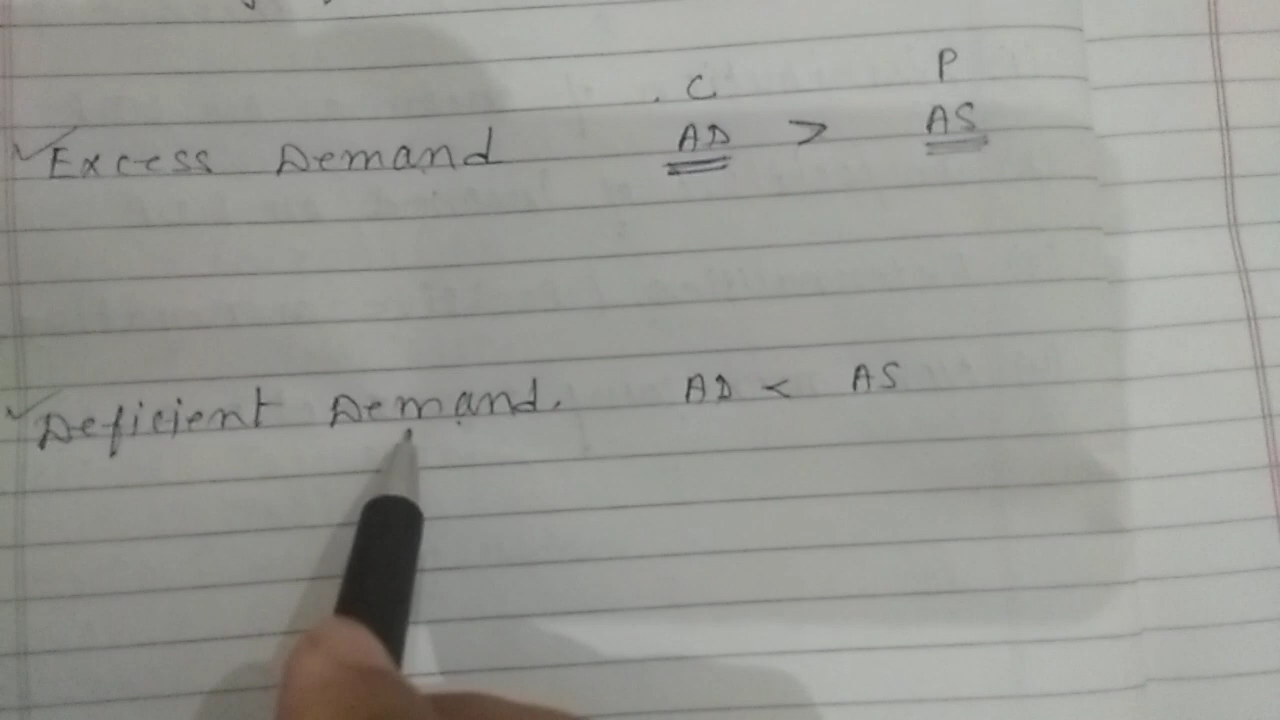 C P
✓Excess Demand AD > AS
✓Deficient Demand. AD < AS